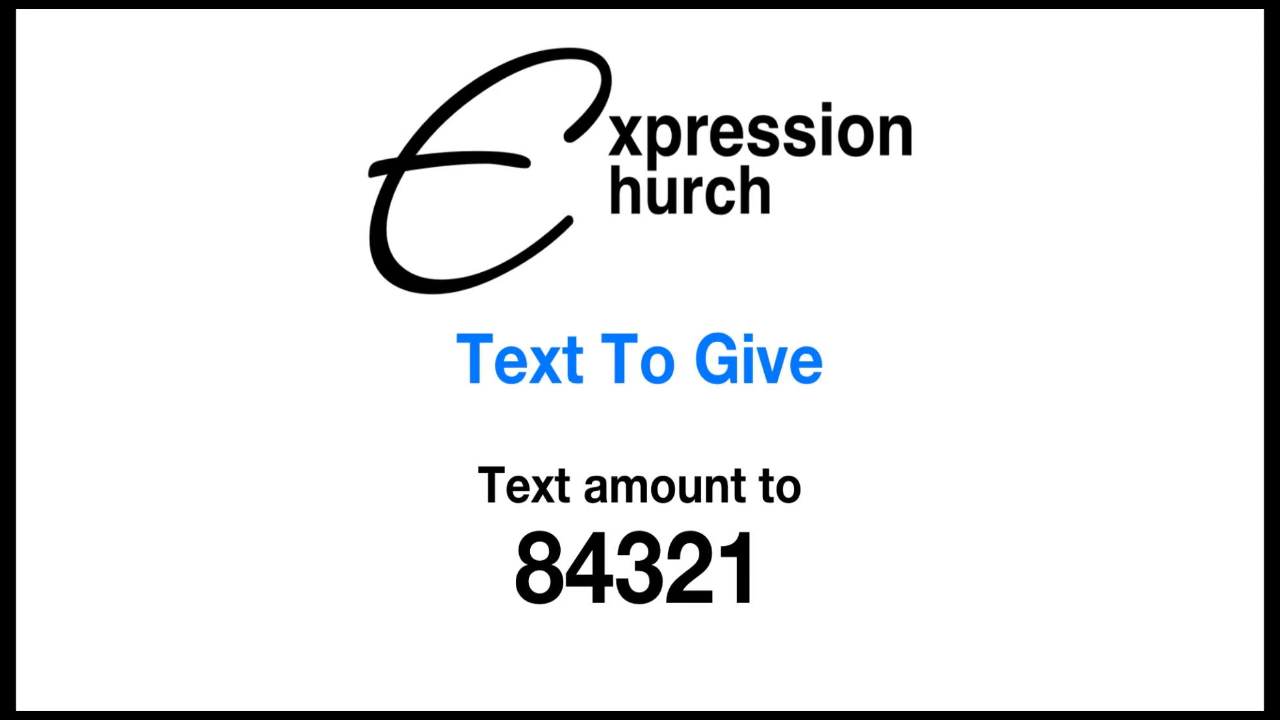 Expression
hurch
Text To Give
Text amount to
84321